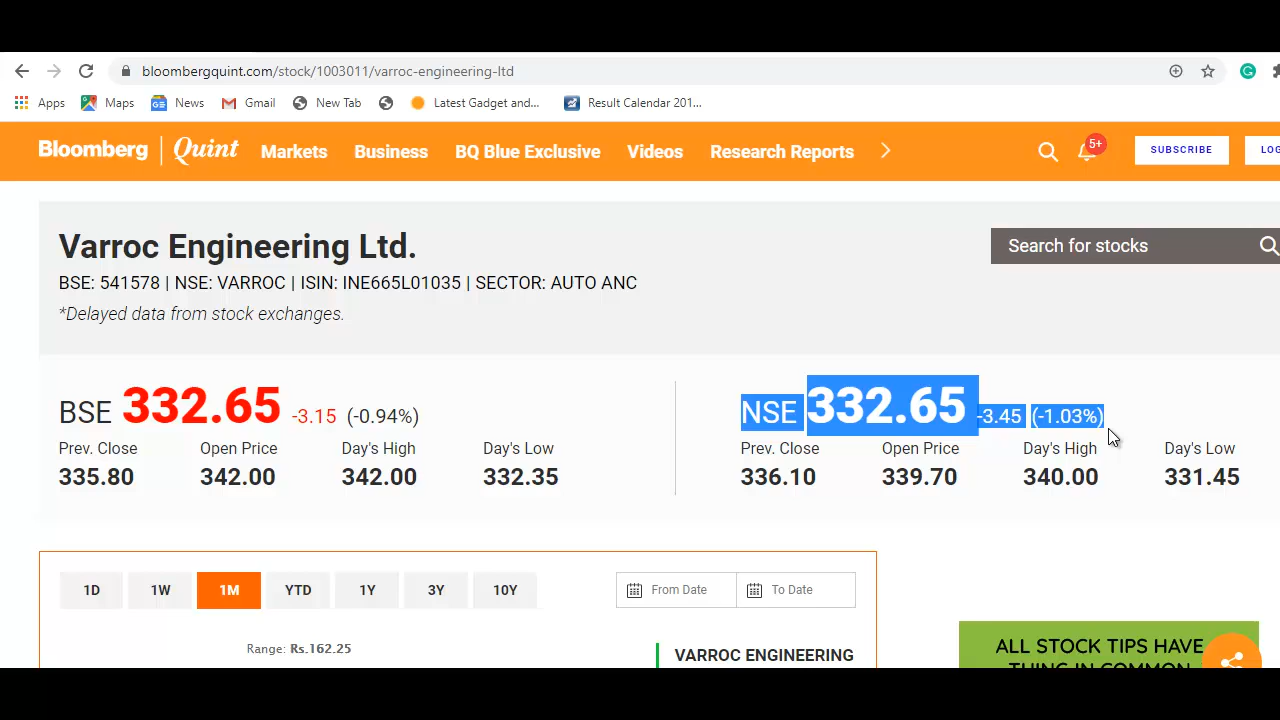 bloombergquint.com/stock/1003011/varroc-engineering-ltd
Apps Maps News Gmail New Tab Latest Gadget and... Result Calendar 201...
Bloomberg | Quint Markets Business BQ Blue Exclusive Videos Research Reports 5+ SUBSCRIBE
Varroc Engineering Ltd.
Search for stocks
BSE: 541578 | NSE: VARROC | ISIN: INE665L01035 | SECTOR: AUTO ANC
*Delayed data from stock exchanges.
BSE 332.65 -3.15 (-0.94%)
Prev. Close Open Price Day's High Day's Low
335.80 342.00 342.00 332.35
NSE 332.65 -3.45 (-1.03%)
Prev. Close Open Price Day's High Day's Low
336.10 339.70 340.00 331.45
1D 1W 1M YTD 1Y 3Y 10Y From Date To Date
Range: Rs.162.25
VARROC ENGINEERING
ALL STOCK TIPS HAVE
THING IN COMMON